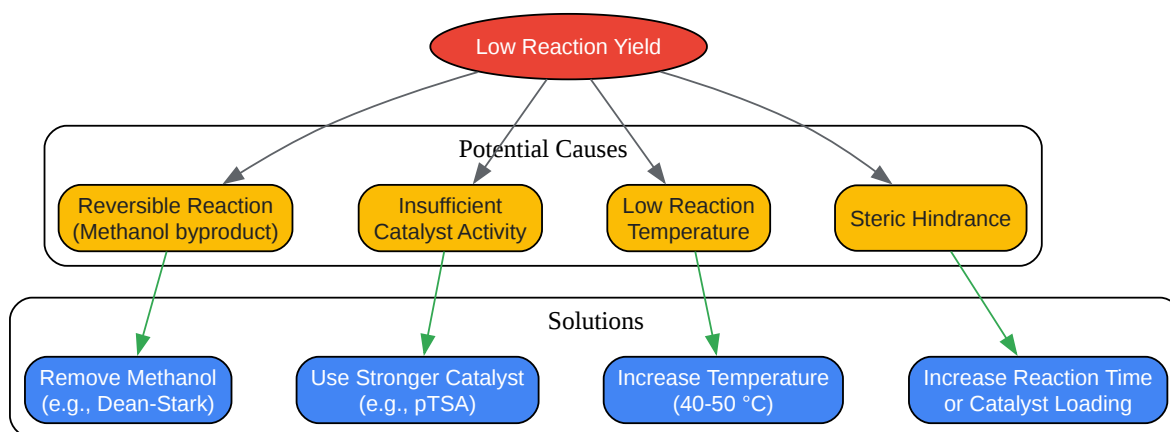 Low Reaction Yield
Potential Causes
Reversible Reaction
(Methanol byproduct)
Insufficient
Catalyst Activity
Low Reaction
Temperature
Steric Hindrance
Solutions
Remove Methanol
(e.g., Dean-Stark)
Use Stronger Catalyst
(e.g., pTSA)
Increase Temperature
(40-50 °C)
Increase Reaction Time
or Catalyst Loading